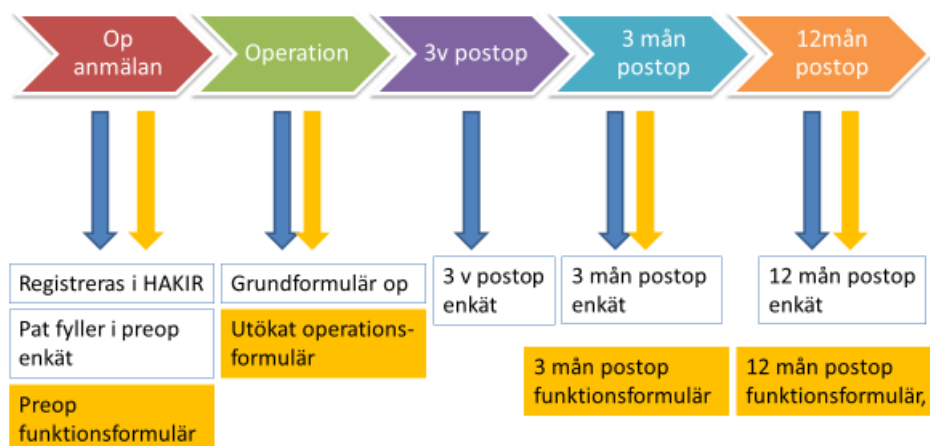 Op
anmälan
Operation
3v postop
3 mån
postop
12mån
postop
Registreras i HAKIR
Pat fyller i preop
enkät
Preop
funktionsformulär
Grundformulär op
Utökat operations-
formulär
3 v postop
enkät
3 mån postop
enkät
3 mån postop
funktionsformulär
12 mån postop
enkät
12 mån postop
funktionsformulär,